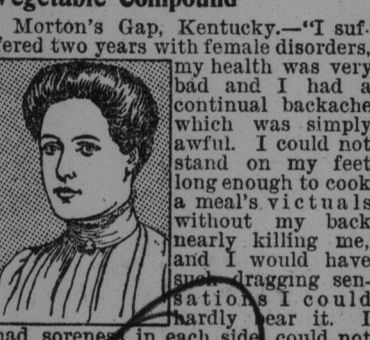 Vegetable Compound
Morton's Gap, Kentucky.—"I suf-
fered two years with female disorders,
my health was very
bad and I had a
continual backache
which was simply
awful. I could not
stand on my feet
long enough to cook
a meal's victuals
without my back
nearly killing me,
and I would have
such dragging sen-
sations I could
hardly bear it. I
had soreness in each side, could not